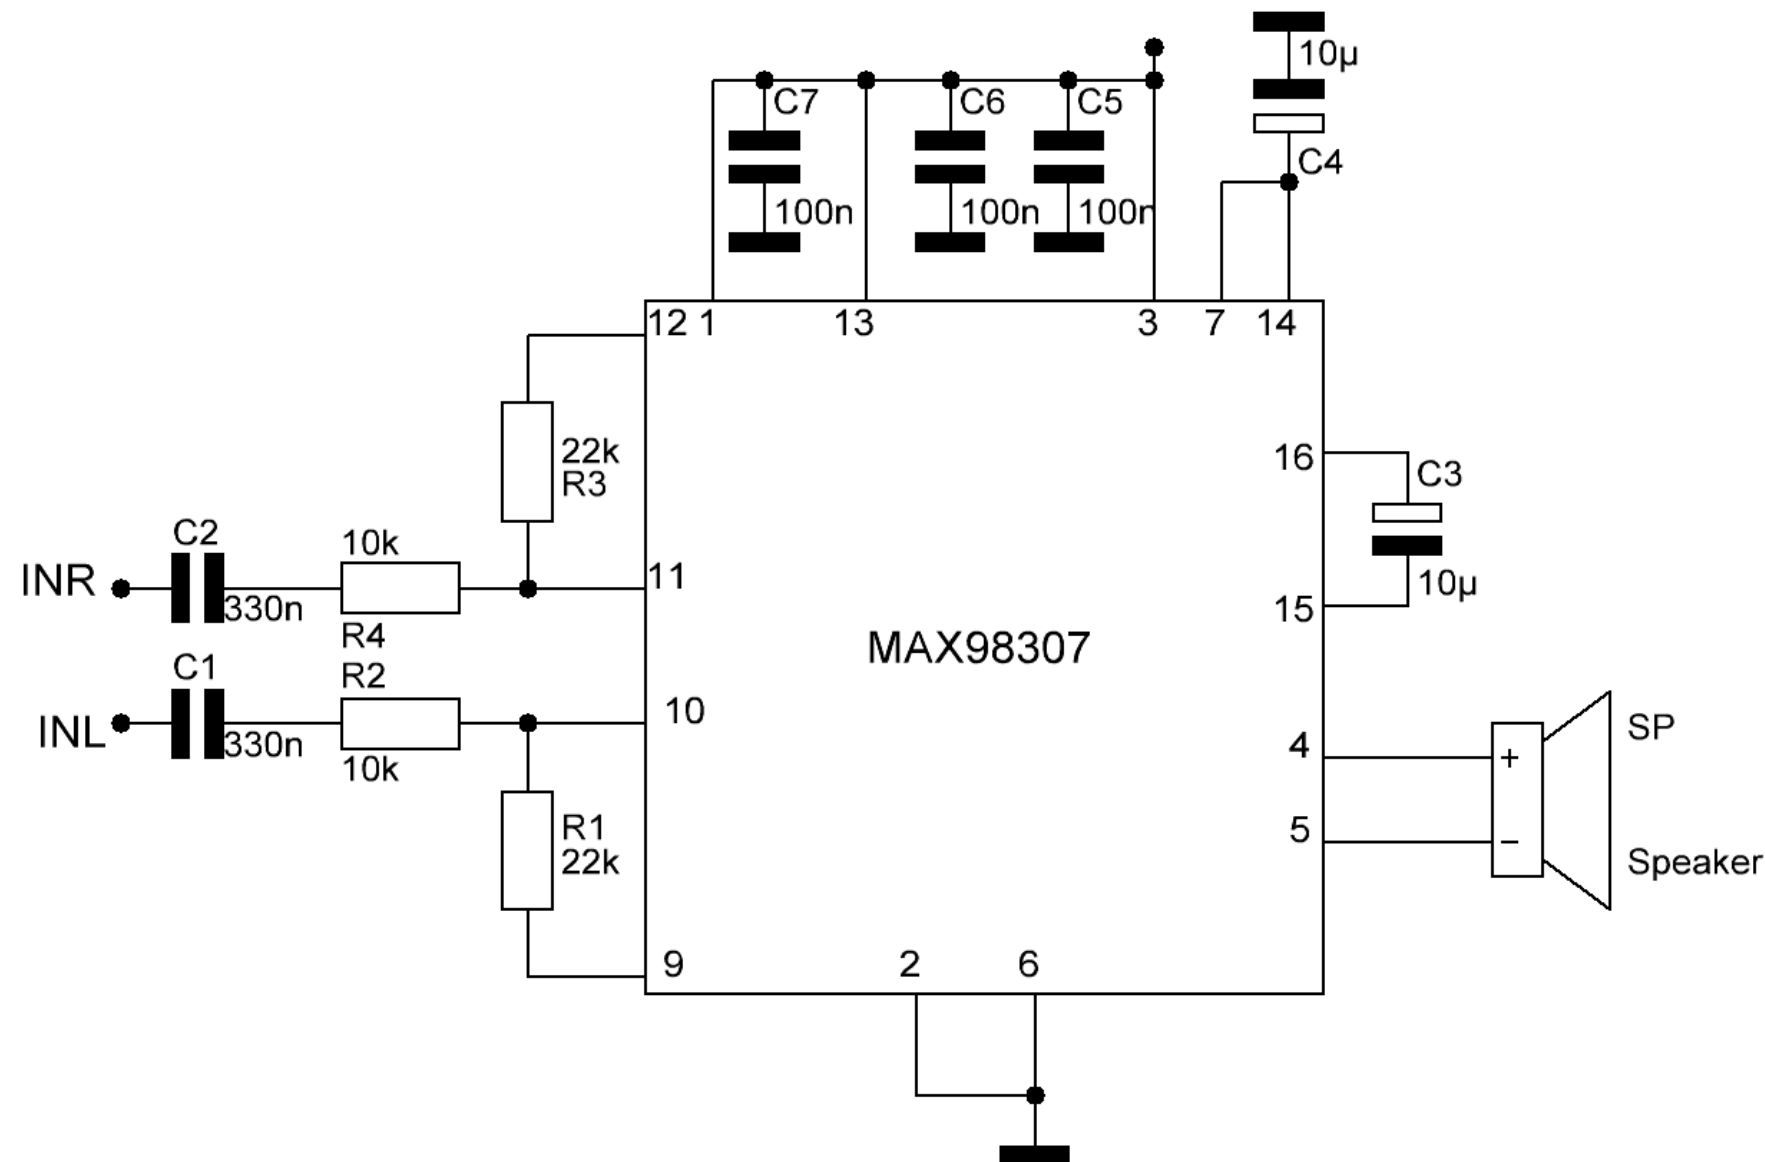 10µ
C7
C6
C5
C4
100n
100n
100n
12
1
13
3
7
14
22k
R3
16
C3
10µ
15
C2
10k
INR
330n
R4
11
MAX98307
C1
R2
INL
330n
10k
10
4
+
SP
5
−
Speaker
R1
22k
9
2
6